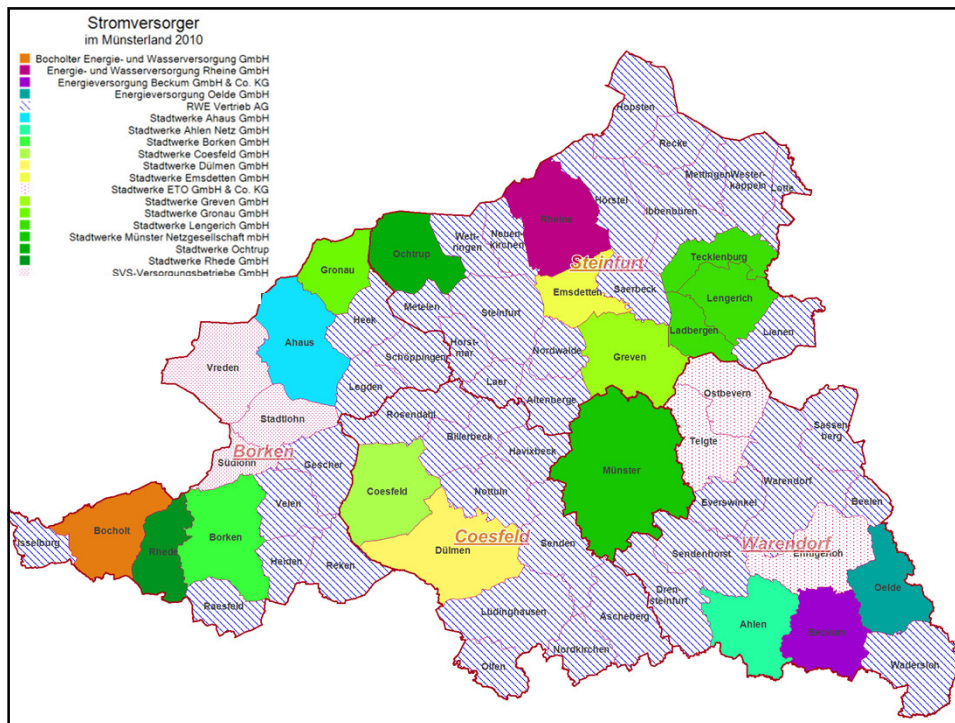 Stromversorger
im Münsterland 2010
Bocholter Energie- und Wasserversorgung GmbH
Energie- und Wasserversorgung Rheine GmbH
Energieversorgung Beckum GmbH & Co. KG
Energieversorgung Oelde GmbH
RWE Vertrieb AG
Stadtwerke Ahaus GmbH
Stadtwerke Ahlen Netz GmbH
Stadtwerke Borken GmbH
Stadtwerke Coesfeld GmbH
Stadtwerke Dülmen GmbH
Stadtwerke Emsdetten GmbH
Stadtwerke ETO GmbH & Co. KG
Stadtwerke Greven GmbH
Stadtwerke Gronau GmbH
Stadtwerke Lengerich GmbH
Stadtwerke Münster Netzgesellschaft mbH
Stadtwerke Ochtrup
Stadtwerke Rhede GmbH
SVS-Versorgungsbetriebe GmbH
Hopsten
Recke
Mettingen
Wester-
kappeln
Lotte
Hörstel
Ibbenbüren
Rheine
Neuen-
kirchen
Wett-
ringen
Ochtrup
Gronau
Steinfurt
Tecklenburg
Emsdetten
Saerbeck
Lengerich
Metelen
Steinfurt
Heek
Ladbergen
Lienen
Ahaus
Horst-
mar
Nordwalde
Greven
Schöppingen
Vreden
Legden
Laer
Altenberge
Ostbevern
Stadtlohn
Rosendahl
Billerbeck
Sassen-
berg
Telgte
Borken
Südlohn
Gescher
Havixbeck
Münster
Coesfeld
Nottuln
Warendorf
Velen
Everswinkel
Beelen
Bocholt
Isselburg
Rhede
Borken
Coesfeld
Dülmen
Senden
Warendorf
Ennigerloh
Sendenhorst
Heiden
Reken
Oelde
Dren-
steinfurt
Raesfeld
Lüdinghausen
Ascheberg
Ahlen
Beckum
Nordkirchen
Olfen
Wadersloh